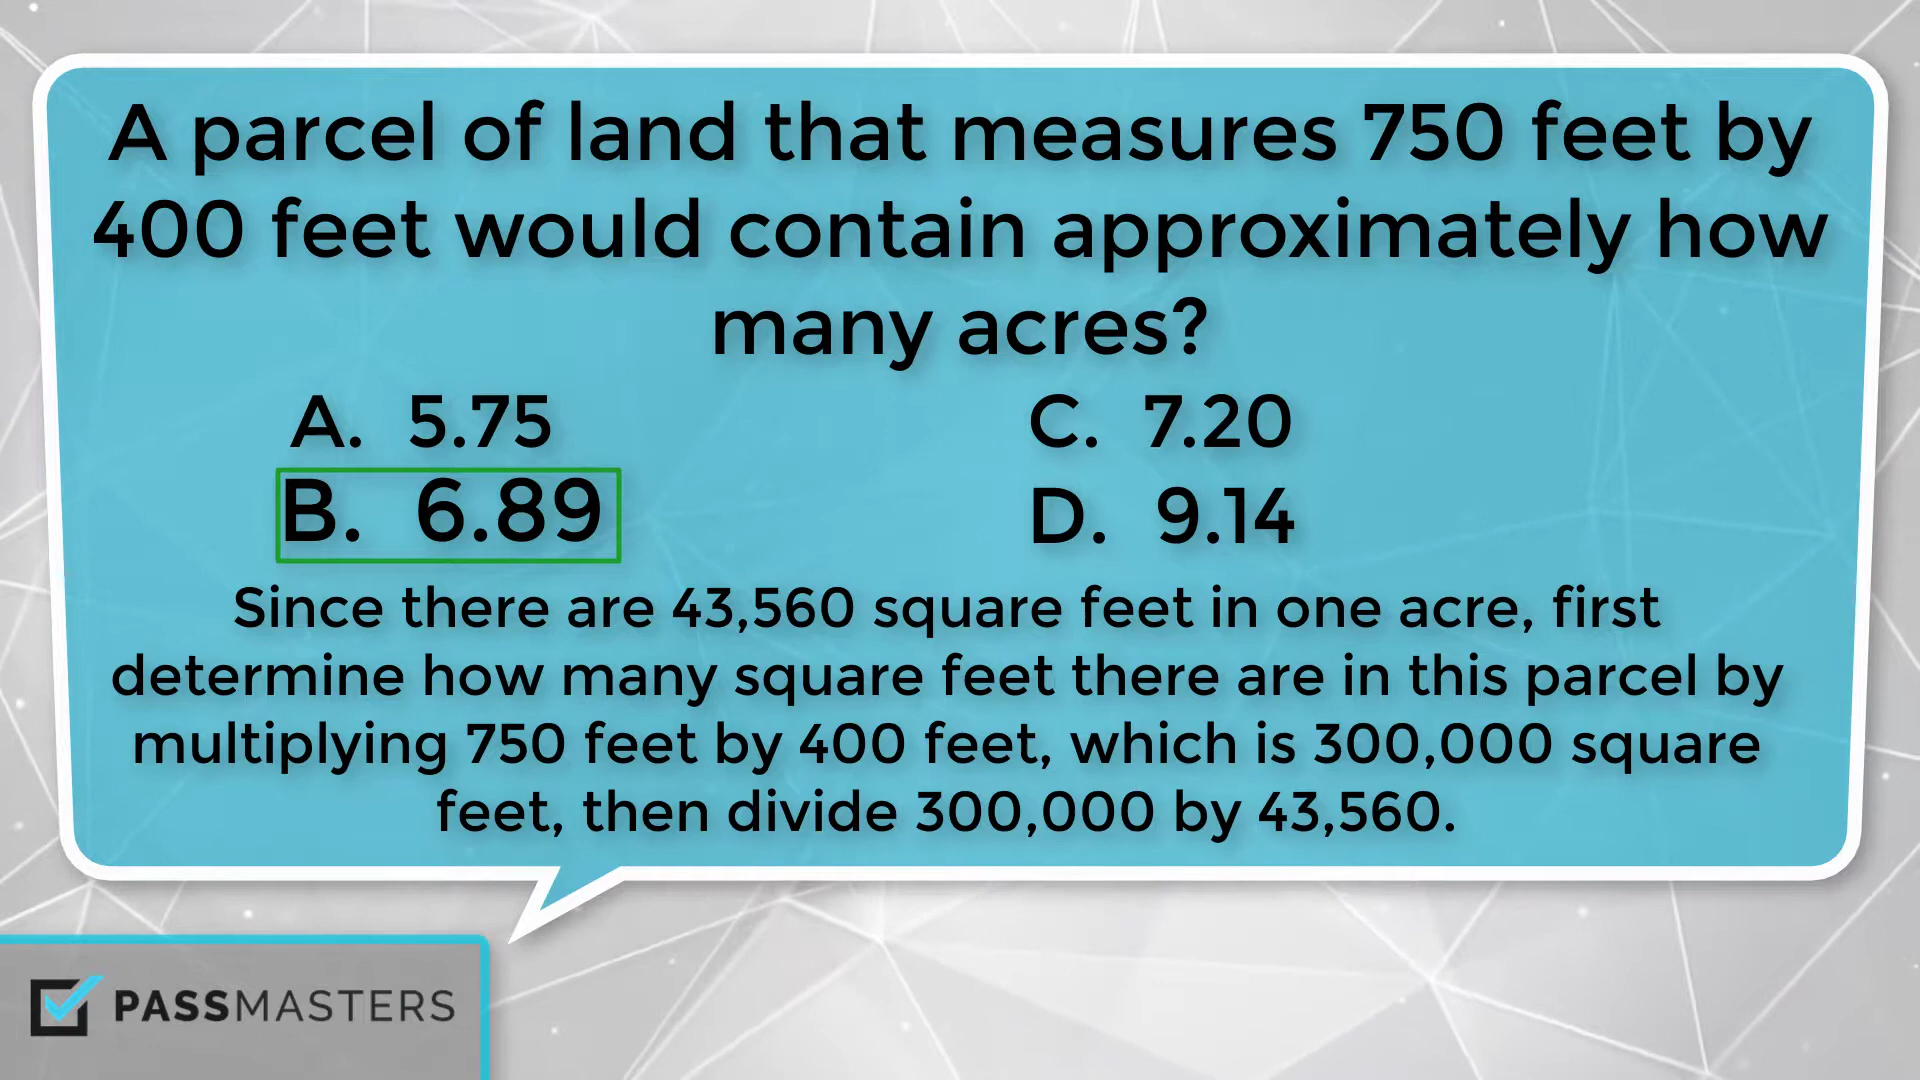 A parcel of land that measures 750 feet by
400 feet would contain approximately how
many acres?
A. 5.75
C. 7.20
B. 6.89
D. 9.14
Since there are 43,560 square feet in one acre, first
determine how many square feet there are in this parcel by
multiplying 750 feet by 400 feet, which is 300,000 square
feet, then divide 300,000 by 43,560.
PASSMASTERS